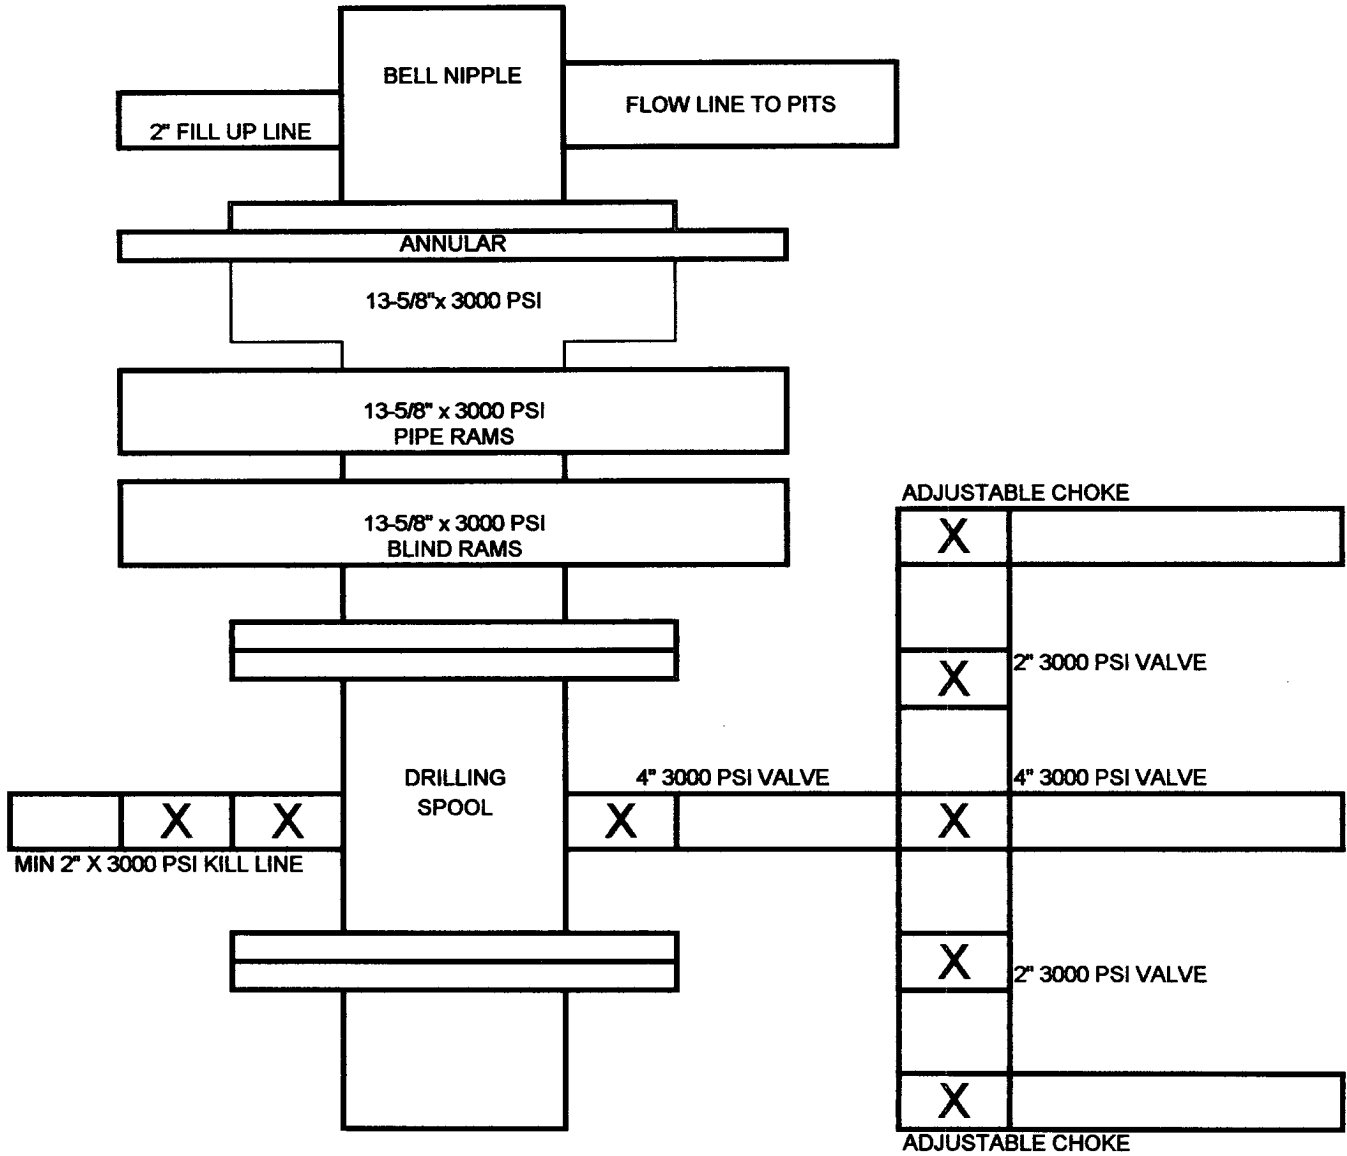 BELL NIPPLE
FLOW LINE TO PITS
2" FILL UP LINE
ANNULAR
13-5/8"x 3000 PSI
13-5/8" x 3000 PSI
PIPE RAMS
13-5/8" x 3000 PSI
BLIND RAMS
ADJUSTABLE CHOKE
X
2" 3000 PSI VALVE
X
DRILLING
SPOOL
4" 3000 PSI VALVE
4" 3000 PSI VALVE
X
X
X
X
MIN 2" X 3000 PSI KILL LINE
X
2" 3000 PSI VALVE
X
ADJUSTABLE CHOKE